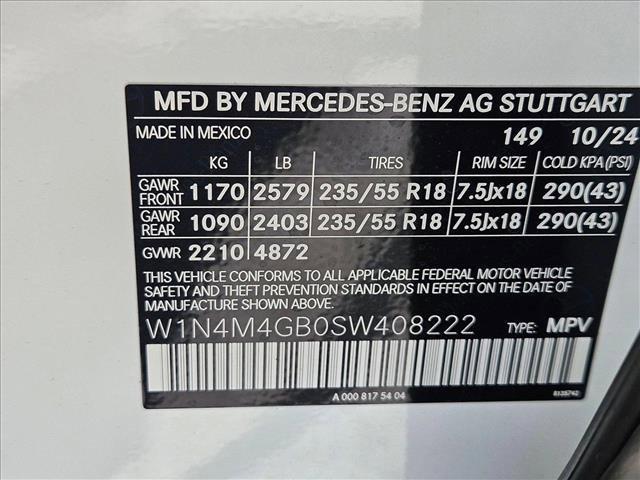 MFD BY MERCEDES-BENZ AG STUTTGART
MADE IN MEXICO 149 10/24
KG LB TIRES RIM SIZE COLD KPA (PSI)
GAWR FRONT 1170 2579 235/55 R18 7.5Jx18 290(43)
GAWR REAR 1090 2403 235/55 R18 7.5Jx18 290(43)
GVWR 2210 4872
THIS VEHICLE CONFORMS TO ALL APPLICABLE FEDERAL MOTOR VEHICLE
SAFETY AND THEFT PREVENTION STANDARDS IN EFFECT ON THE DATE OF
MANUFACTURE SHOWN ABOVE.
W1N4M4GB0SW408222 TYPE: MPV
A 000 817 54 04